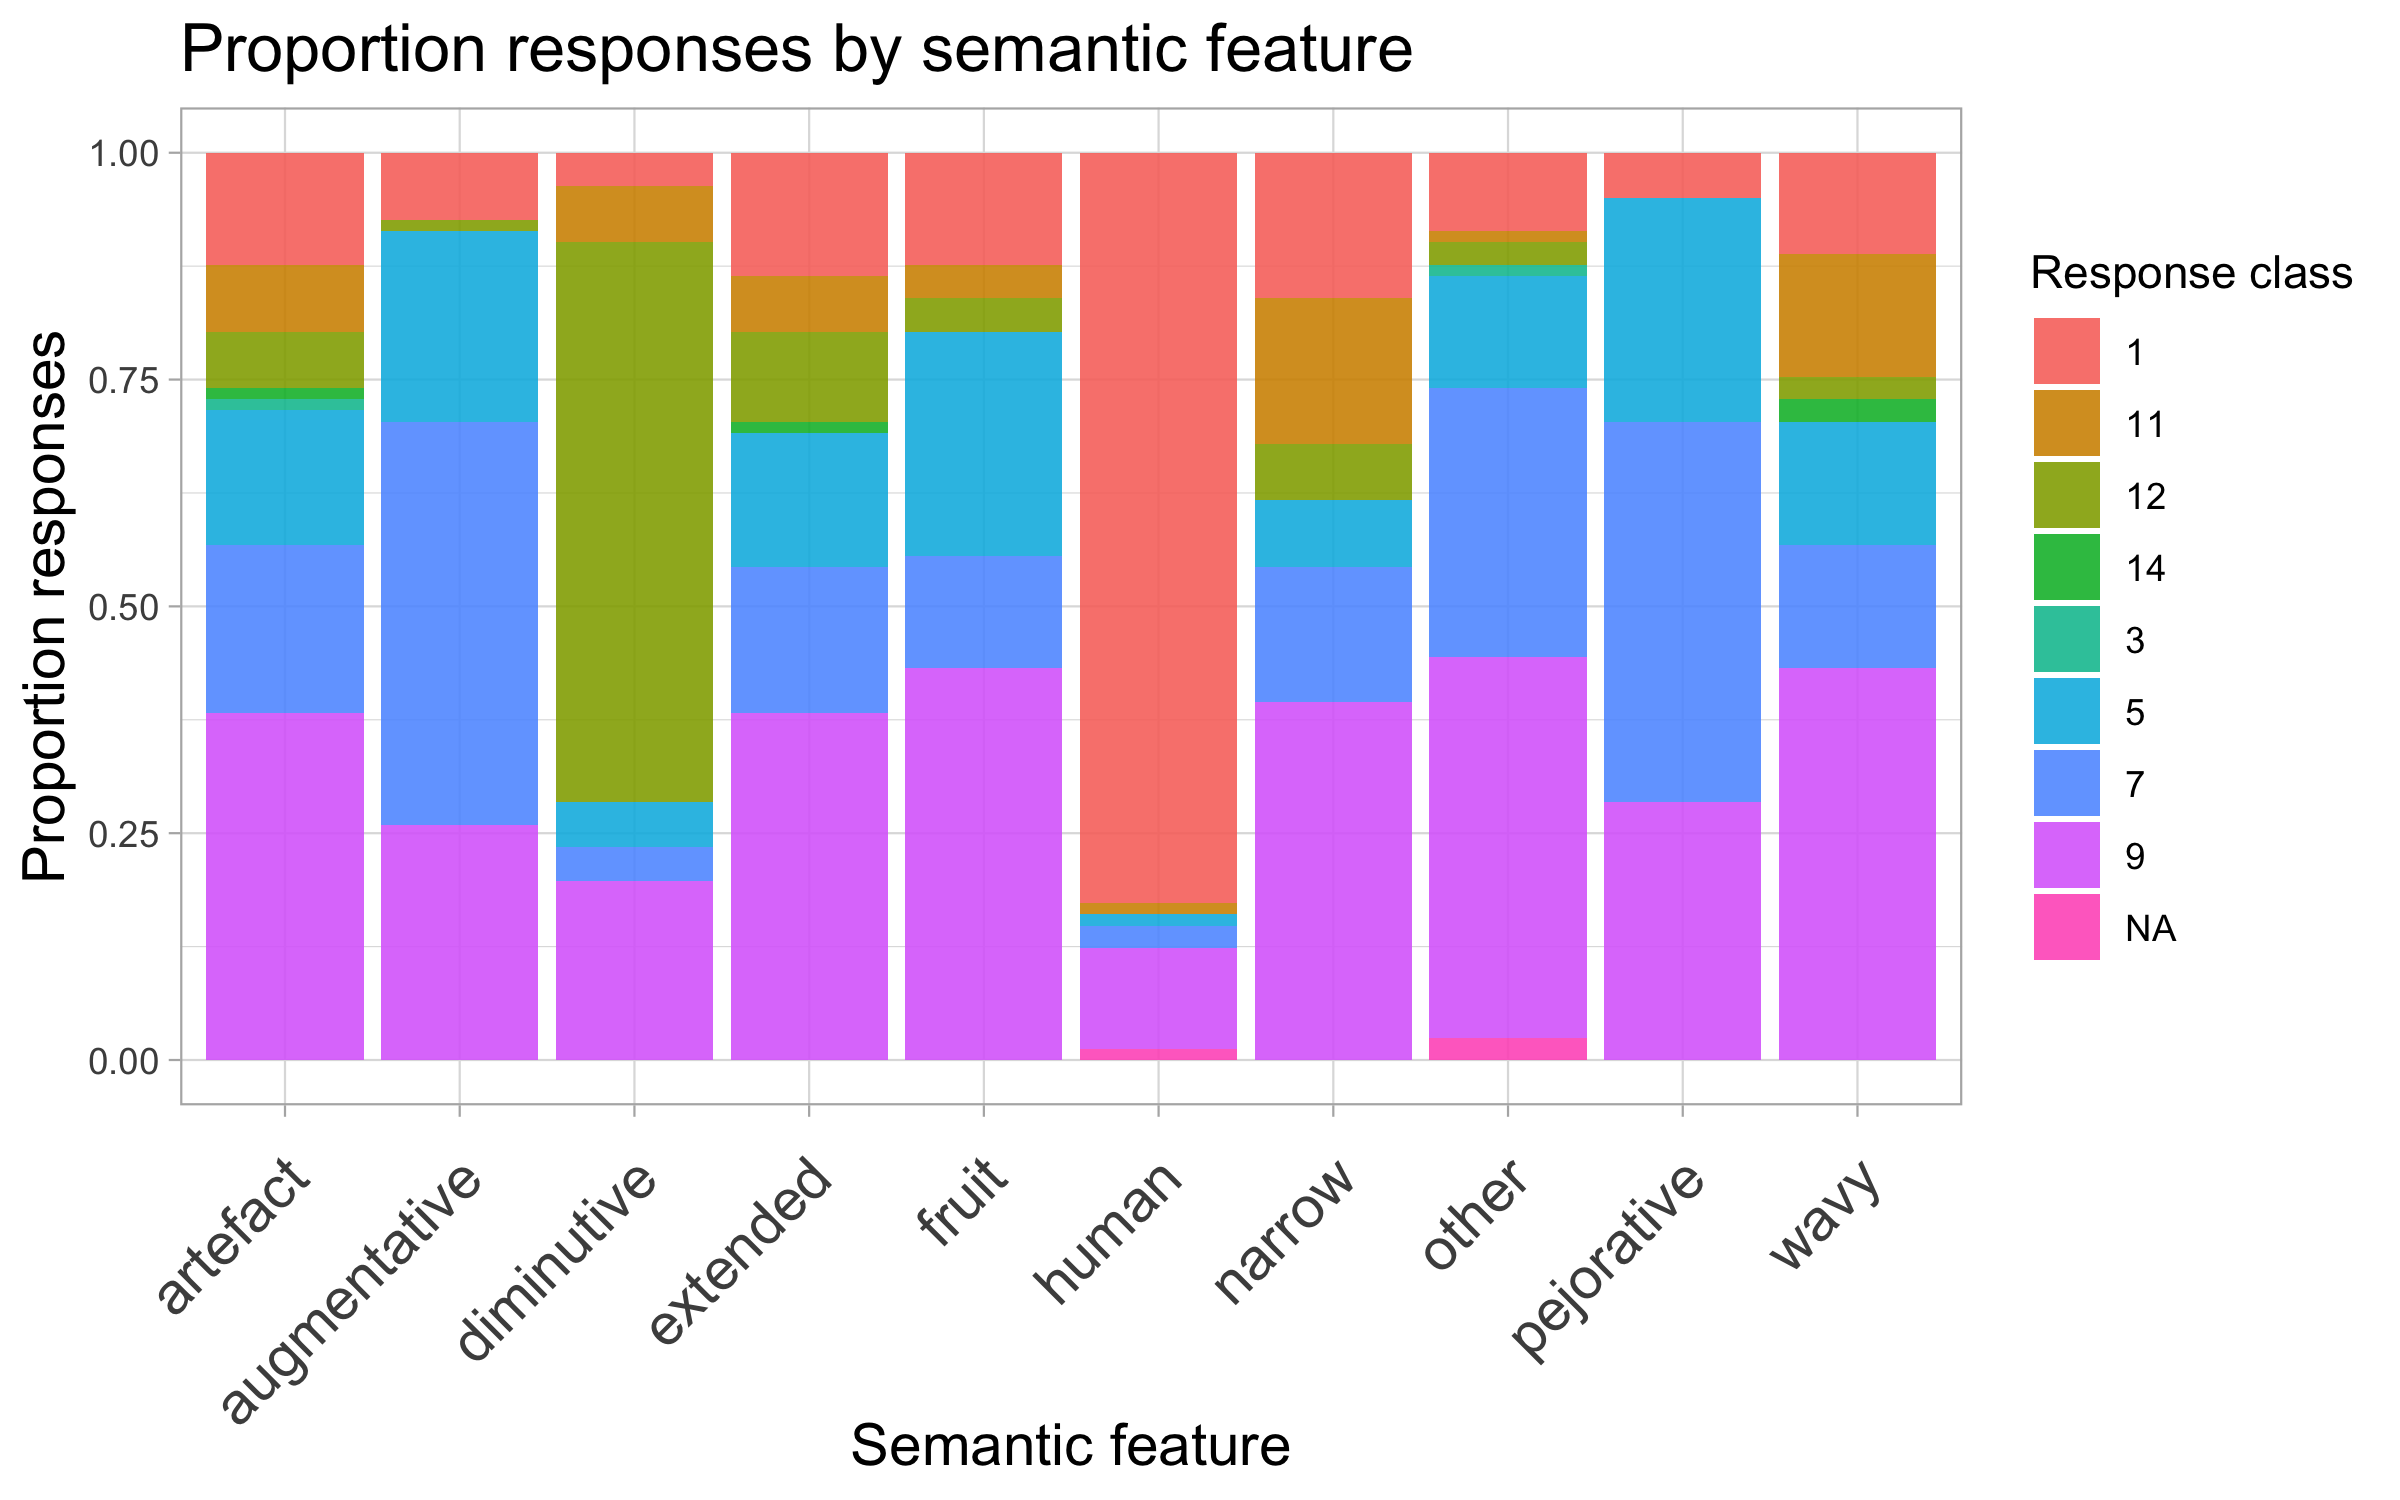 Proportion responses by semantic feature
Proportion responses
1.00
0.75
0.50
0.25
0.00
artefact
augmentative
diminutive
extended
fruit
human
narrow
other
pejorative
wavy
Semantic feature
Response class
1
11
12
14
3
5
7
9
NA